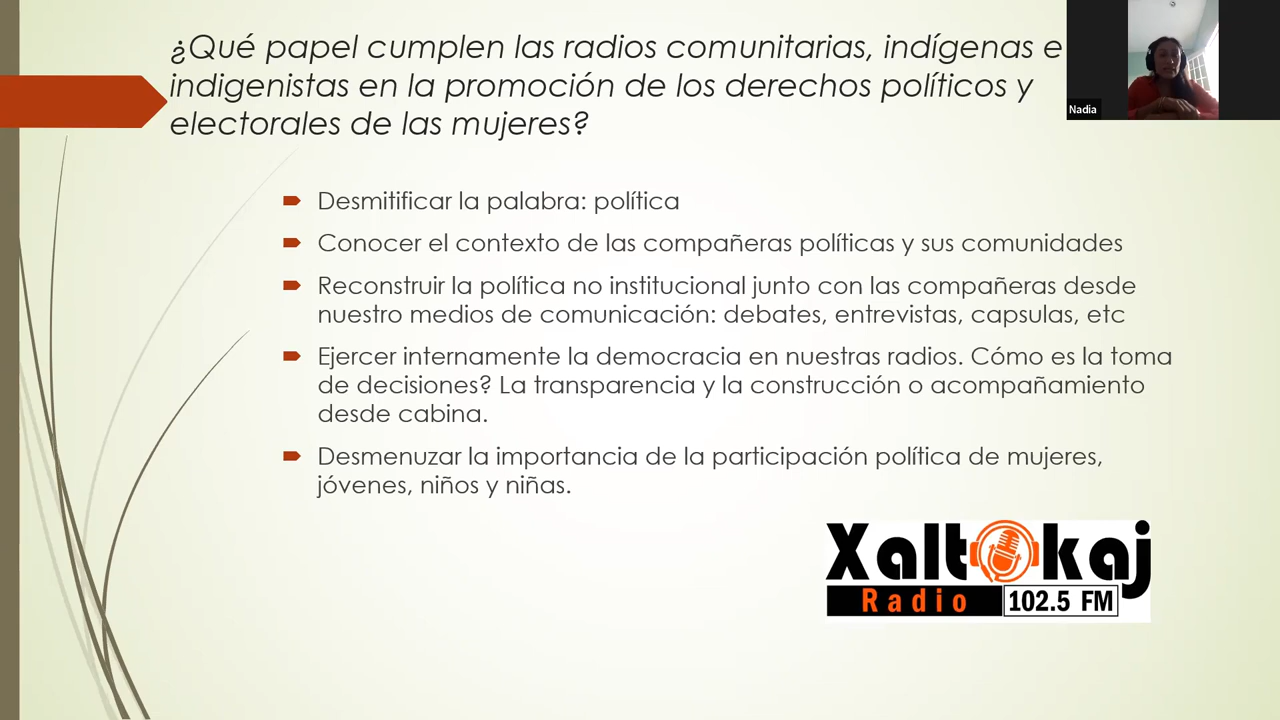 ¿Qué papel cumplen las radios comunitarias, indígenas e
indigenistas en la promoción de los derechos políticos y
electorales de las mujeres?
Nadia
Desmitificar la palabra: política
Conocer el contexto de las compañeras políticas y sus comunidades
Reconstruir la política no institucional junto con las compañeras desde
nuestro medios de comunicación: debates, entrevistas, capsulas, etc
Ejercer internamente la democracia en nuestras radios. Cómo es la toma
de decisiones? La transparencia y la construcción o acompañamiento
desde cabina.
Desmenuzar la importancia de la participación política de mujeres,
jóvenes, niños y niñas.
Xaltokaj
Radio 102.5 FM